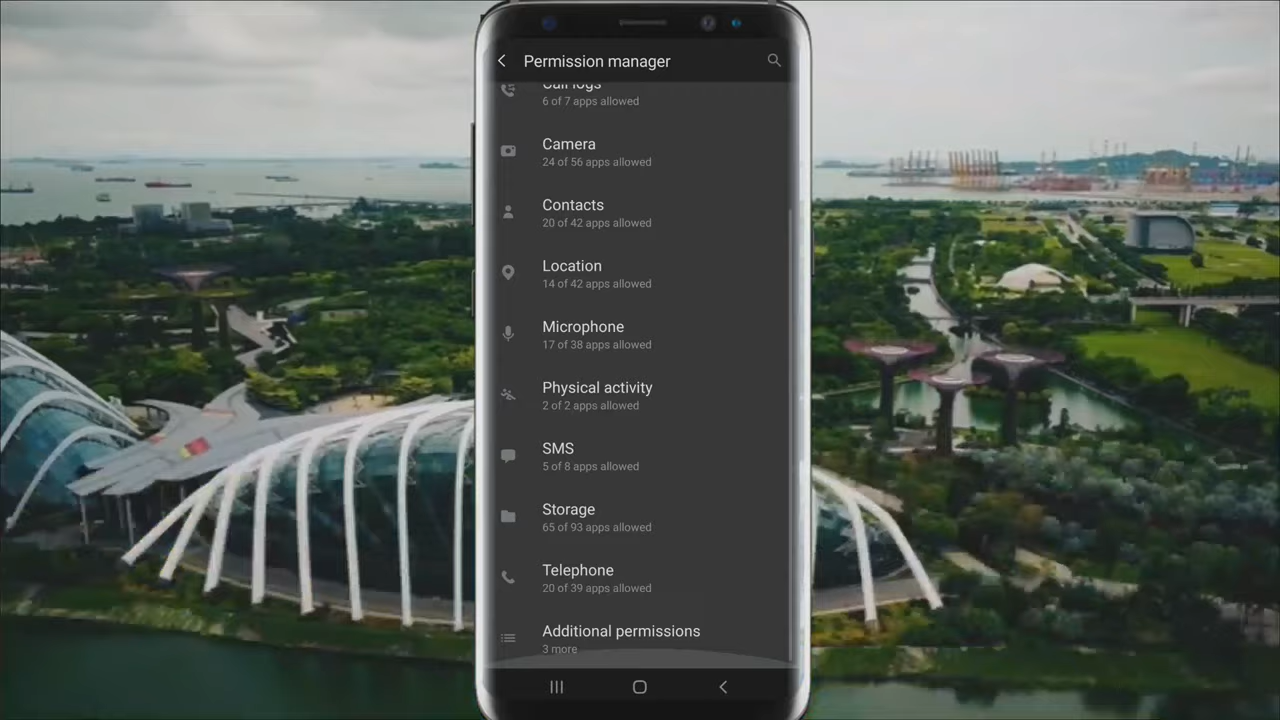 Permission manager
Call logs
6 of 7 apps allowed
Camera
24 of 56 apps allowed
Contacts
20 of 42 apps allowed
Location
14 of 42 apps allowed
Microphone
17 of 38 apps allowed
Physical activity
2 of 2 apps allowed
SMS
5 of 8 apps allowed
Storage
65 of 93 apps allowed
Telephone
20 of 39 apps allowed
Additional permissions
3 more